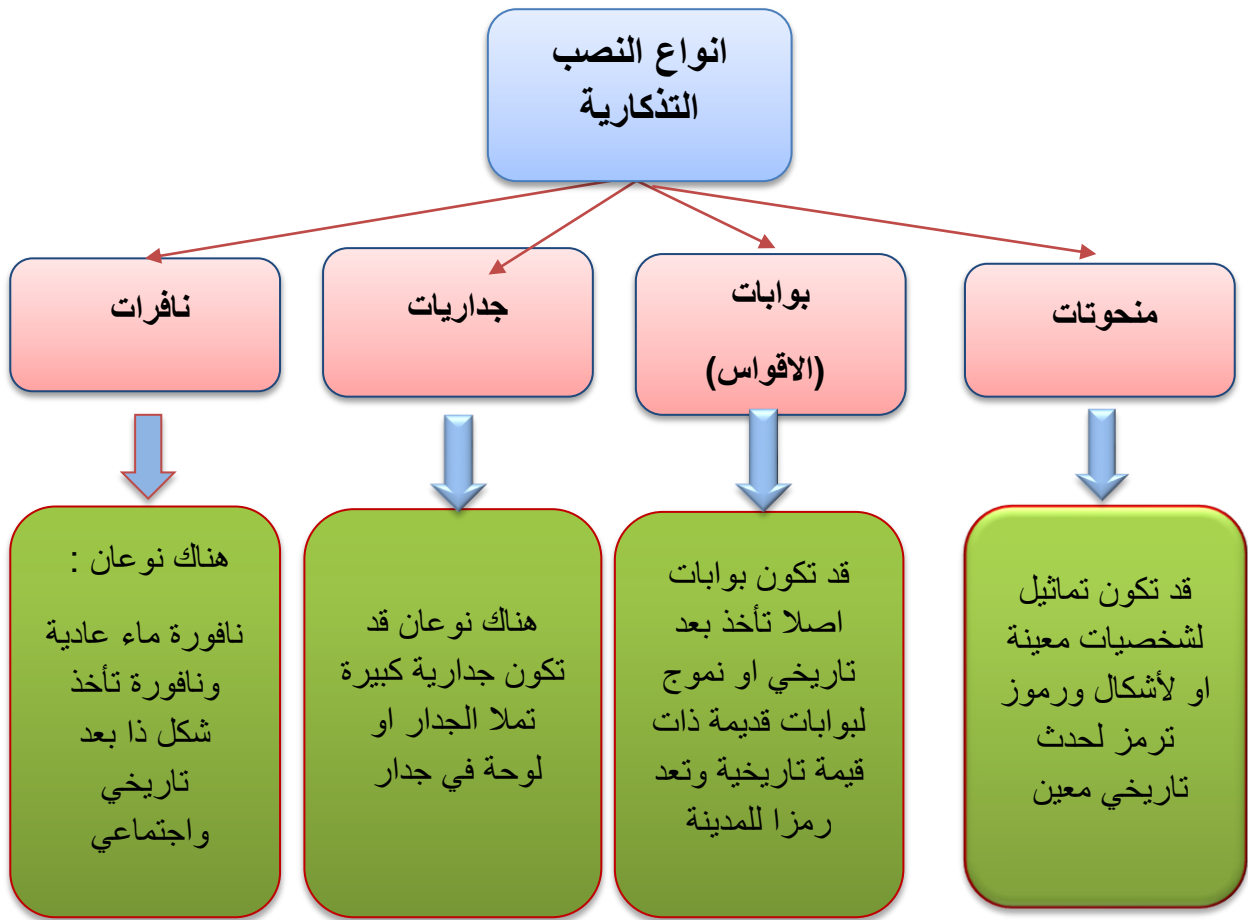 انواع النصب
التذكارية
منحوتات
بوابات
(الاقواس)
جداريات
نافرات
قد تكون تماثيل
لشخصيات معينة
او لأشكال ورموز
ترمز لحدث
تاريخي معين
قد تكون بوابات
اصلا تأخذ بعد
تاريخي او نموج
لبوابات قديمة ذات
قيمة تاريخية وتعد
رمزا للمدينة
هناك نوعان قد
تكون جدارية كبيرة
تملا الجدار او
لوحة في جدار
هناك نوعان :
نافورة ماء عادية
ونافورة تأخذ
شكل ذا بعد
تاريخي
واجتماعي